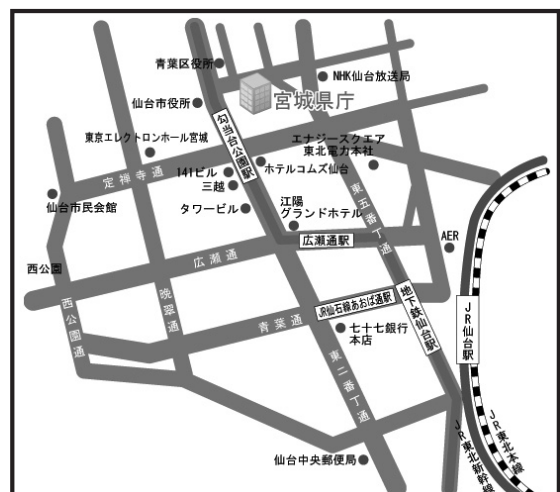 青葉区役所
NHK仙台放送局
宮城県庁
仙台市役所
勾当台公園駅
東京エレクトロンホール宮城
エナジースクエア
東北電力本社
ホテルコムズ仙台
141ビル
三越
定禅寺通
仙台市民会館
タワービル
江陽
グランドホテル
東五番丁通
広瀬通駅
AER
広瀬通
西公園
西公園通
晩翠通
青葉通
JR仙石線あおば通駅
地下鉄仙台駅
JR仙台駅
七十七銀行
本店
東二番丁通
仙台中央郵便局
JR東北新幹線
JR東北本線